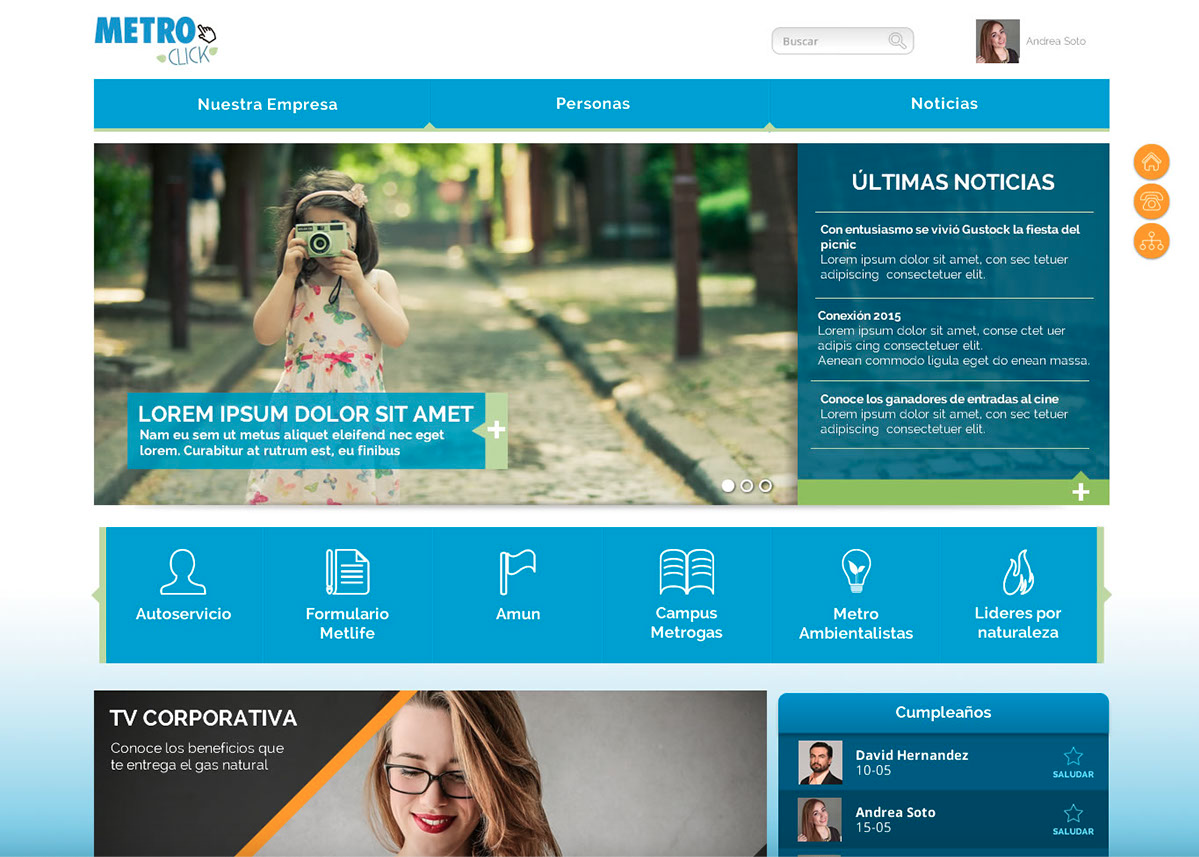 METRO
CLICK
Buscar
Andrea Soto
Nuestra Empresa
Personas
Noticias
ÚLTIMAS NOTICIAS
Con entusiasmo se vivió Gustock la fiesta del
picnic
Lorem ipsum dolor sit amet, con sec tetuer
adipiscing consectetuer elit.
Conexión 2015
Lorem ipsum dolor sit amet, conse ctet uer
adipis cing consectetuer elit.
Aenean commodo ligula eget do enean massa.
Conoce los ganadores de entradas al cine
Lorem ipsum dolor sit amet, con sec tetuer
adipiscing consectetuer elit.
LOREM IPSUM DOLOR SIT AMET
Nam eu sem ut metus aliquet eleifend nec eget
lorem. Curabitur at rutrum est, eu finibus
Autoservicio
Formulario
Metlife
Amun
Campus
Metrogas
Metro
Ambientalistas
Lideres por
naturaleza
TV CORPORATIVA
Conoce los beneficios que
te entrega el gas natural
Cumpleaños
David Hernandez
10-05
SALUDAR
Andrea Soto
15-05
SALUDAR